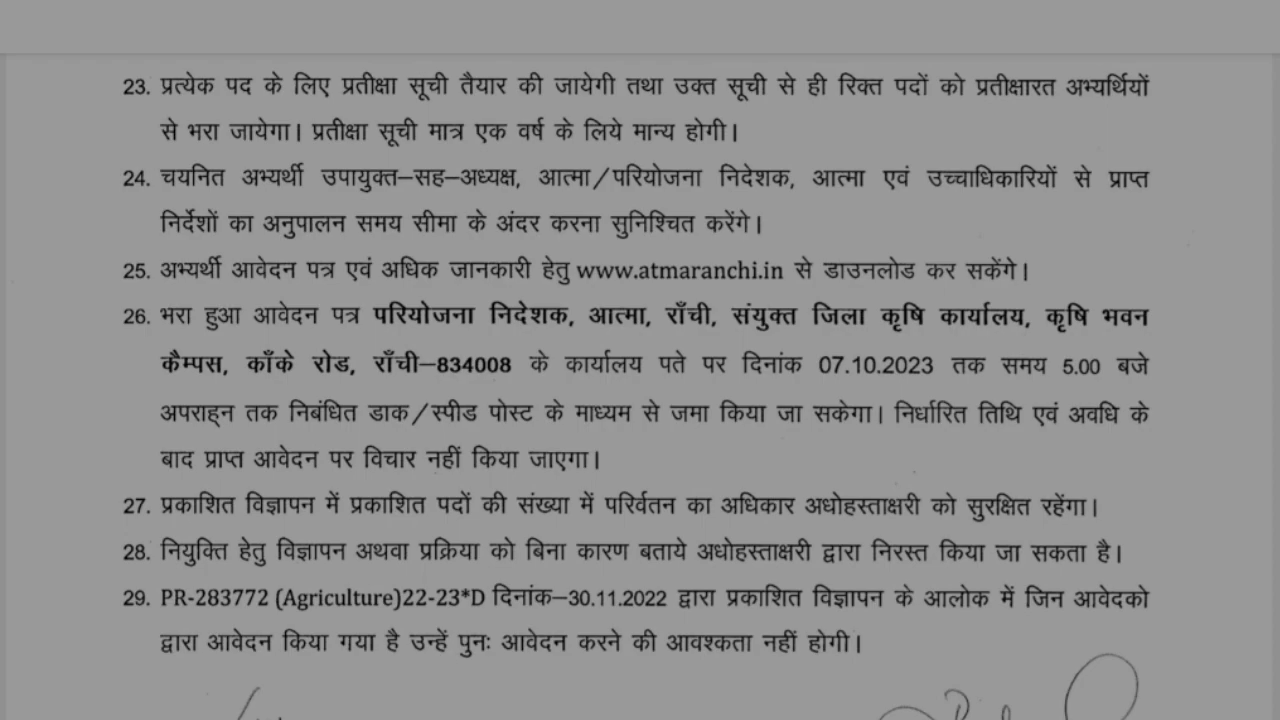 23. प्रत्येक पद के लिए प्रतीक्षा सूची तैयार की जायेगी तथा उक्त सूची से ही रिक्त पदों को प्रतीक्षारत अभ्यर्थियों
से भरा जायेगा। प्रतीक्षा सूची मात्र एक वर्ष के लिये मान्य होगी।
24. चयनित अभ्यर्थी उपायुक्त–सह–अध्यक्ष, आत्मा/परियोजना निदेशक, आत्मा एवं उच्चाधिकारियों से प्राप्त
निर्देशों का अनुपालन समय सीमा के अंदर करना सुनिश्चित करेंगे।
25. अभ्यर्थी आवेदन पत्र एवं अधिक जानकारी हेतु www.atmaranchi.in से डाउनलोड कर सकेंगे।
26. भरा हुआ आवेदन पत्र परियोजना निदेशक, आत्मा, राँची, संयुक्त जिला कृषि कार्यालय, कृषि भवन
कैम्पस, काँके रोड, राँची–834008 के कार्यालय पते पर दिनांक 07.10.2023 तक समय 5.00 बजे
अपराह्न तक निबंधित डाक/स्पीड पोस्ट के माध्यम से जमा किया जा सकेगा। निर्धारित तिथि एवं अवधि के
बाद प्राप्त आवेदन पर विचार नहीं किया जाएगा।
27. प्रकाशित विज्ञापन में प्रकाशित पदों की संख्या में परिर्वतन का अधिकार अधोहस्ताक्षरी को सुरक्षित रहेंगा।
28. नियुक्ति हेतु विज्ञापन अथवा प्रक्रिया को बिना कारण बताये अधोहस्ताक्षरी द्वारा निरस्त किया जा सकता है।
29. PR-283772 (Agriculture)22-23*D दिनांक–30.11.2022 द्वारा प्रकाशित विज्ञापन के आलोक में जिन आवेदको
द्वारा आवेदन किया गया है उन्हें पुनः आवेदन करने की आवश्कता नहीं होगी।